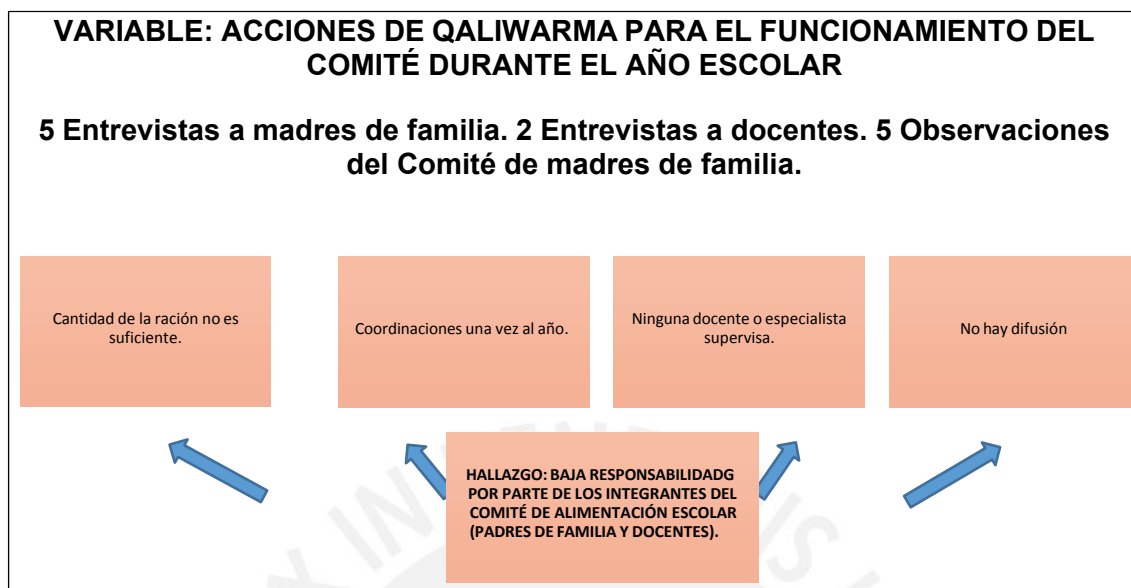 VARIABLE: ACCIONES DE QALIWARMA PARA EL FUNCIONAMIENTO DEL
COMITÉ DURANTE EL AÑO ESCOLAR
5 Entrevistas a madres de familia. 2 Entrevistas a docentes. 5 Observaciones
del Comité de madres de familia.
Cantidad de la ración no es
suficiente.
Coordinaciones una vez al año.
Ninguna docente o especialista
supervisa.
No hay difusión
HALLAZGO: BAJA RESPONSABILIDADG
POR PARTE DE LOS INTEGRANTES DEL
COMITÉ DE ALIMENTACIÓN ESCOLAR
(PADRES DE FAMILIA Y DOCENTES).